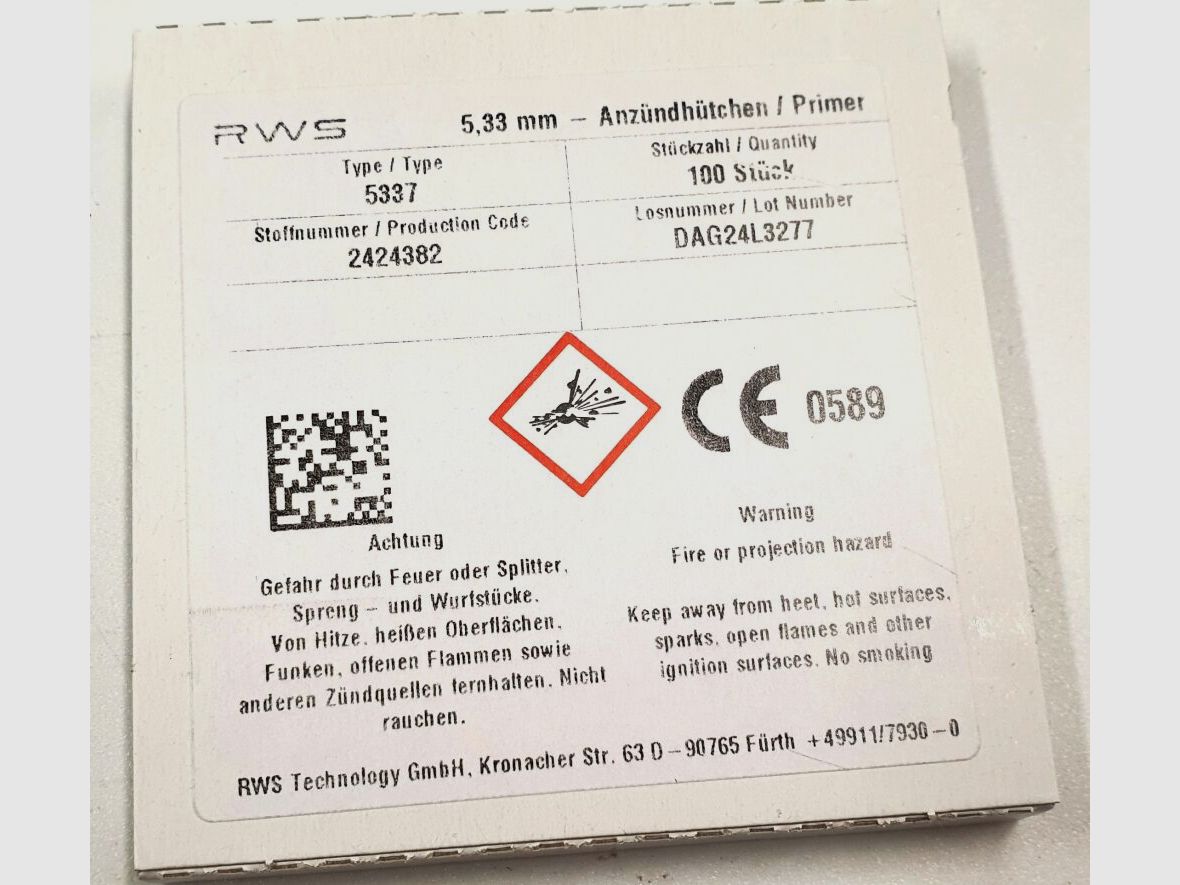 RWS 5,33 mm – Anzündhütchen / Primer
Type / Type
5337
Stückzahl / Quantity
100 Stück
Stoffnummer / Production Code
2424382
Losnummer / Lot Number
DAG24L3277
CE 0589
Achtung
Gefahr durch Feuer oder Splitter,
Spreng – und Wurfstücke.
Von Hitze, heißen Oberflächen,
Funken, offenen Flammen sowie
anderen Zündquellen fernhalten. Nicht
rauchen.
Warning
Fire or projection hazard
Keep away from heet, hot surfaces,
sparks, open flames and other
ignition surfaces. No smoking
RWS Technology GmbH, Kronacher Str. 63 D – 90765 Fürth +49911/7930–0